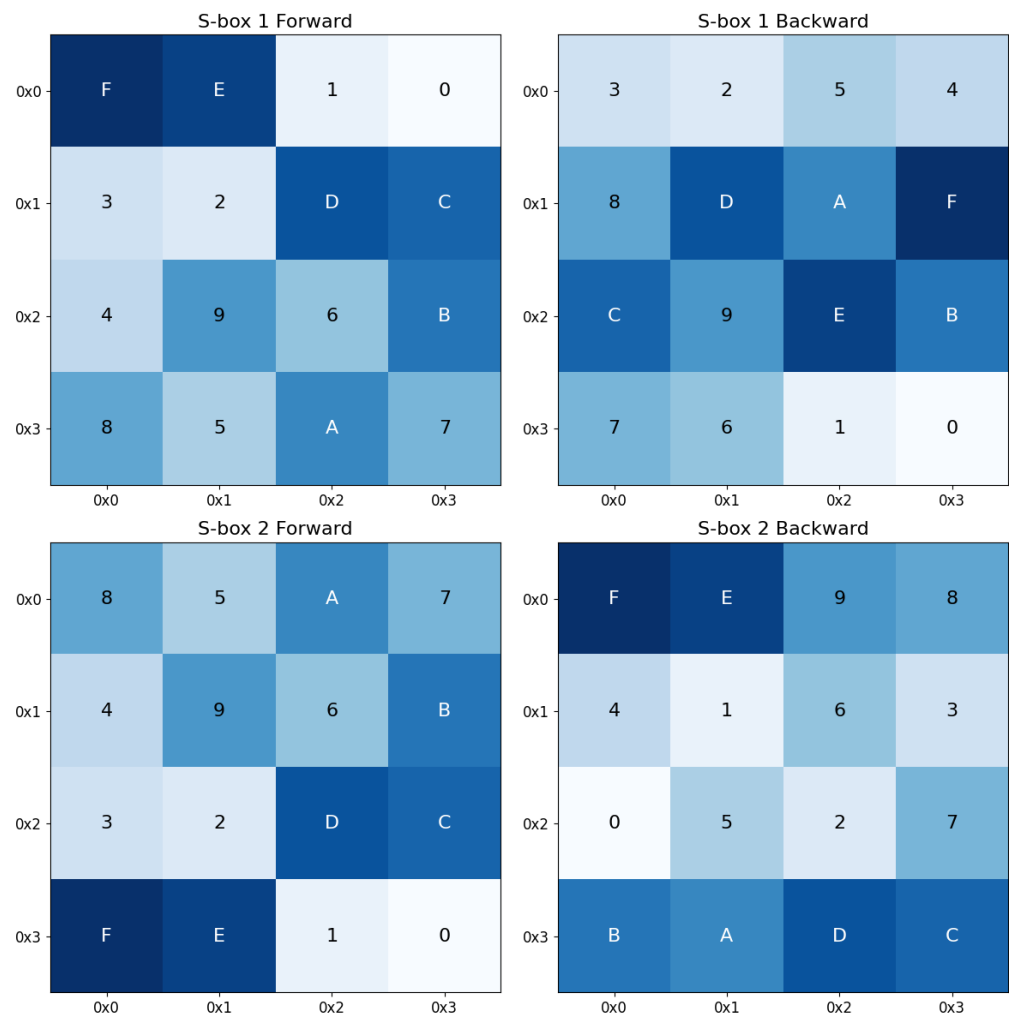 S-box 1 Forward
0x0 F E 1 0
0x1 3 2 D C
0x2 4 9 6 B
0x3 8 5 A 7
0x0 0x1 0x2 0x3
S-box 1 Backward
0x0 3 2 5 4
0x1 8 D A F
0x2 C 9 E B
0x3 7 6 1 0
0x0 0x1 0x2 0x3
S-box 2 Forward
0x0 8 5 A 7
0x1 4 9 6 B
0x2 3 2 D C
0x3 F E 1 0
0x0 0x1 0x2 0x3
S-box 2 Backward
0x0 F E 9 8
0x1 4 1 6 3
0x2 0 5 2 7
0x3 B A D C
0x0 0x1 0x2 0x3